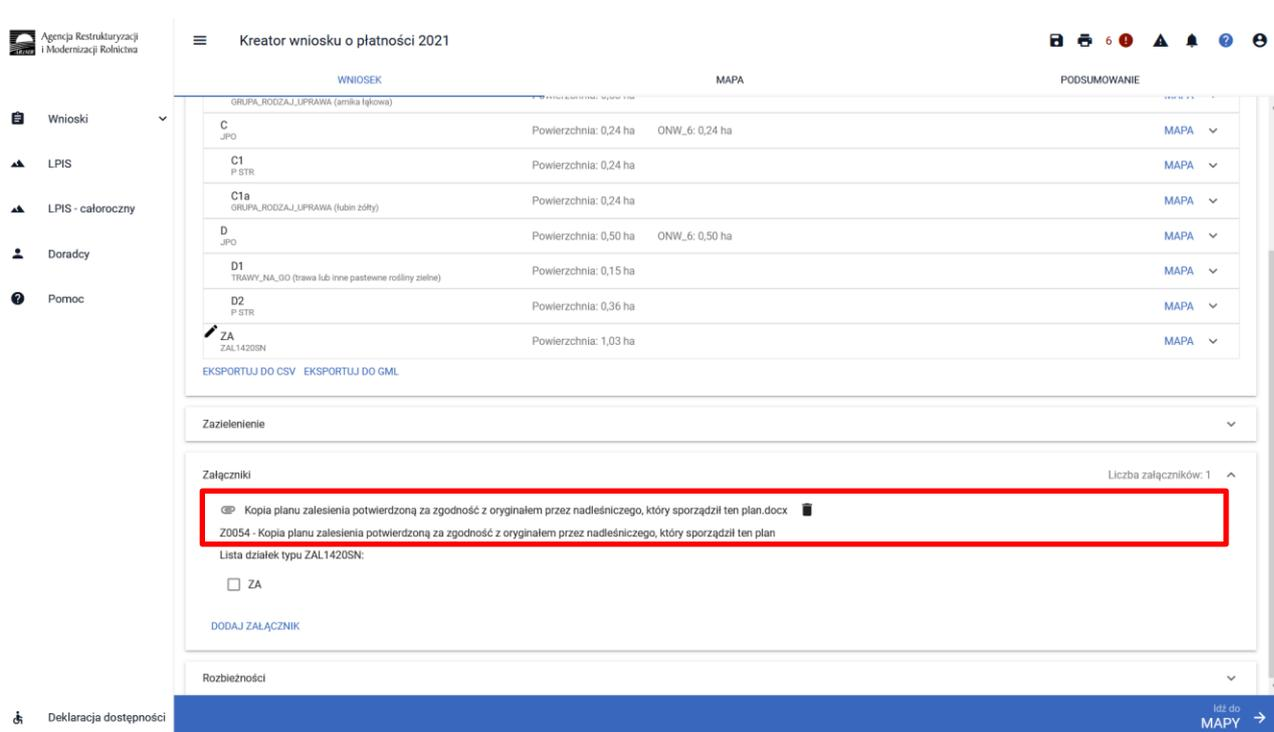 Agencja Restrukturyzacji
i Modernizacji Rolnictwa
Kreator wniosku o płatności 2021
6
WNIOSEK
MAPA
PODSUMOWANIE
Wnioski
LPIS
LPIS - całoroczny
Doradcy
Pomoc
GRUPA_RODZAJ_UPRAWA (arnika łąkowa)
C
JPO
Powierzchnia: 0,24 ha
ONW_6: 0,24 ha
MAPA
C1
P STR
Powierzchnia: 0,24 ha
MAPA
C1a
GRUPA_RODZAJ_UPRAWA (łubin żółty)
Powierzchnia: 0,24 ha
MAPA
D
JPO
Powierzchnia: 0,50 ha
ONW_6: 0,50 ha
MAPA
D1
TRAWY_NA_GO (trawa lub inne pastewne rośliny zielne)
Powierzchnia: 0,15 ha
MAPA
D2
P STR
Powierzchnia: 0,36 ha
MAPA
ZA
ZAL1420SN
Powierzchnia: 1,03 ha
MAPA
EKSPORTUJ DO CSV EKSPORTUJ DO GML
Zazielenienie
Załączniki
Liczba załączników: 1
Kopia planu zalesienia potwierdzoną za zgodność z oryginałem przez nadleśniczego, który sporządził ten plan.docx
Z0054 - Kopia planu zalesienia potwierdzoną za zgodność z oryginałem przez nadleśniczego, który sporządził ten plan
Lista działek typu ZAL1420SN:
ZA
DODAJ ZAŁĄCZNIK
Rozbieżności
Deklaracja dostępności
Idź do
MAPY